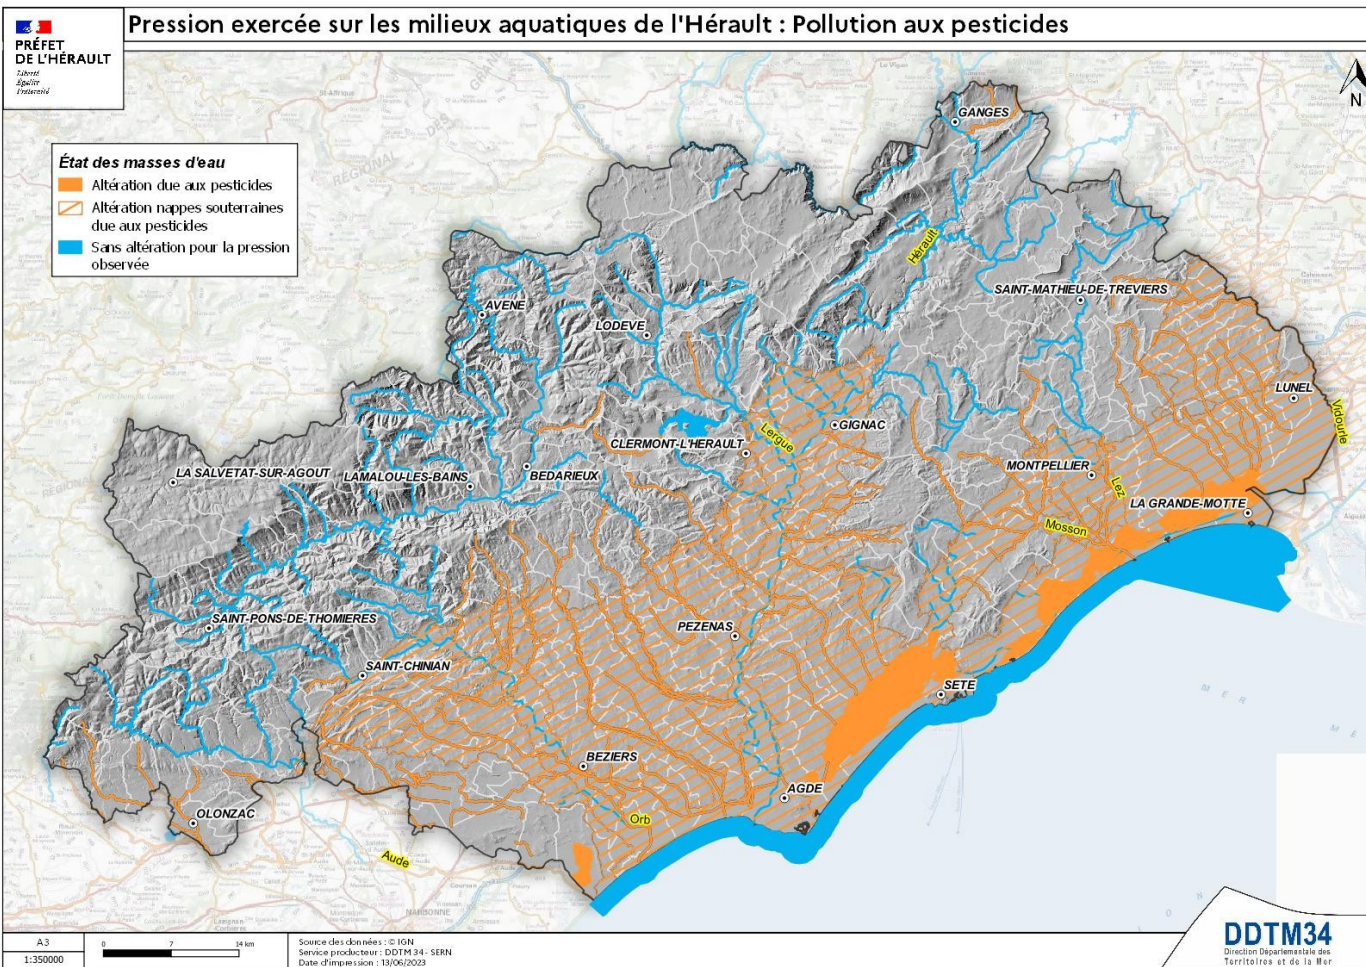 Pression exercée sur les milieux aquatiques de l'Hérault : Pollution aux pesticides
PRÉFET
DE L'HÉRAULT
Liberté
Égalité
Fraternité
N
État des masses d'eau
Altération due aux pesticides
Altération nappes souterraines
due aux pesticides
Sans altération pour la pression
observée
GANGES
Hérault
AVENE
SAINT-MATHIEU-DE-TREVIERS
LODEVE
LUNEL
Vidourle
GIGNAC
Lergue
CLERMONT-L'HERAULT
LA SALVETAT-SUR-AGOUT
LAMALOU-LES-BAINS
BEDARIEUX
MONTPELLIER
Lez
LA GRANDE-MOTTE
Mosson
SAINT-PONS-DE-THOMIERES
PEZENAS
SAINT-CHINIAN
SETE
BEZIERS
AGDE
OLONZAC
Orb
Aude
NARBONNE
MER
A3
1:350000
0 7 14 km
Source des données : © IGN
Service producteur : DDTM 34 - SERN
Date d'impression : 13/06/2023
DDTM34
Direction Départementale des
Territoires et de la Mer